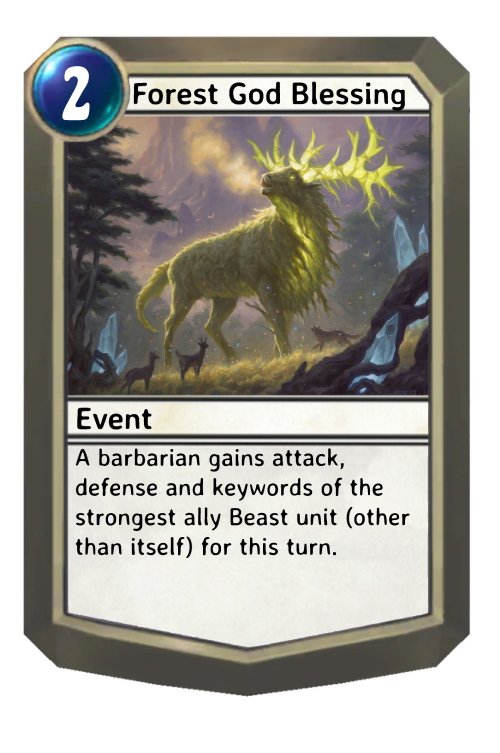 2
Forest God Blessing
Event
A barbarian gains attack,
defense and keywords of the
strongest ally Beast unit (other
than itself) for this turn.